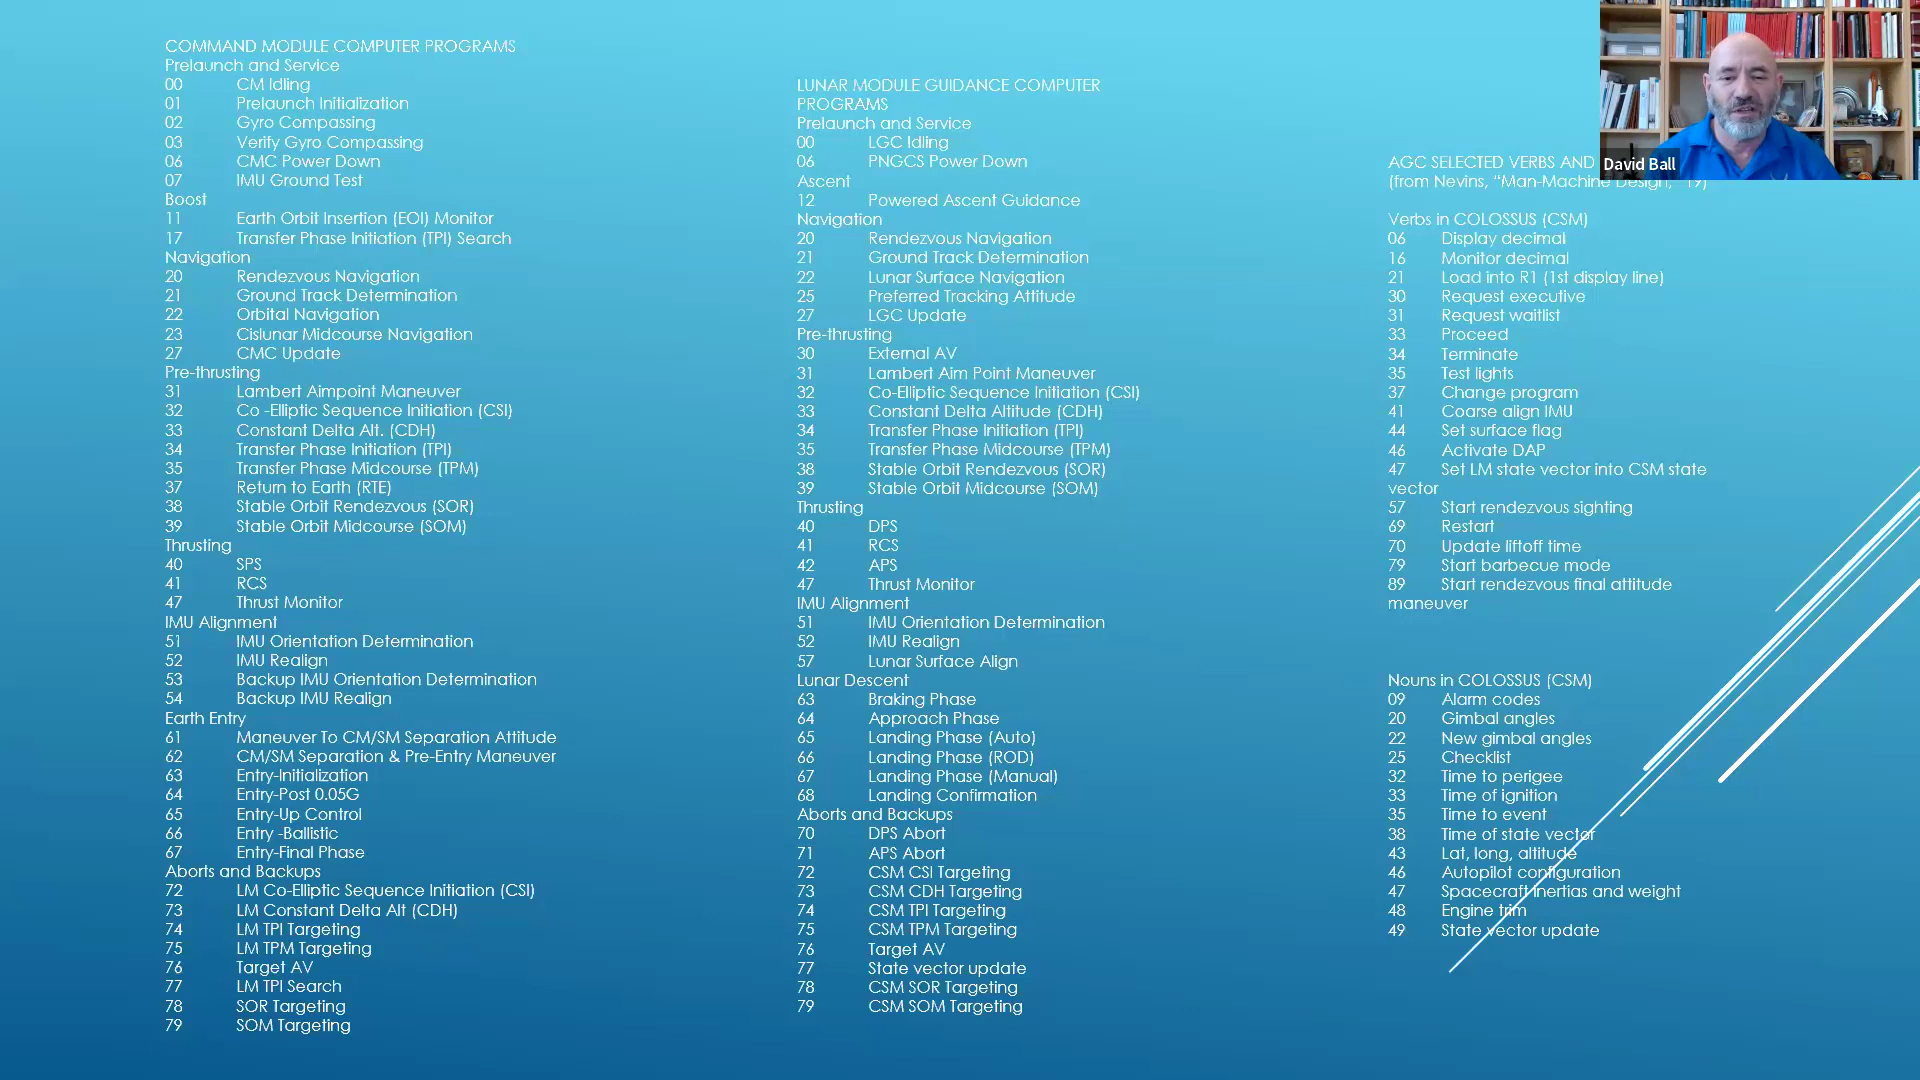 COMMAND MODULE COMPUTER PROGRAMS
Prelaunch and Service
00 CM Idling
01 Prelaunch Initialization
02 Gyro Compassing
03 Verify Gyro Compassing
06 CMC Power Down
07 IMU Ground Test
Boost
11 Earth Orbit Insertion (EOI) Monitor
17 Transfer Phase Initiation (TPI) Search
Navigation
20 Rendezvous Navigation
21 Ground Track Determination
22 Orbital Navigation
23 Cislunar Midcourse Navigation
27 CMC Update
Pre-thrusting
31 Lambert Aimpoint Maneuver
32 Co -Elliptic Sequence Initiation (CSI)
33 Constant Delta Alt. (CDH)
34 Transfer Phase Initiation (TPI)
35 Transfer Phase Midcourse (TPM)
37 Return to Earth (RTE)
38 Stable Orbit Rendezvous (SOR)
39 Stable Orbit Midcourse (SOM)
Thrusting
40 SPS
41 RCS
47 Thrust Monitor
IMU Alignment
51 IMU Orientation Determination
52 IMU Realign
53 Backup IMU Orientation Determination
54 Backup IMU Realign
Earth Entry
61 Maneuver To CM/SM Separation Attitude
62 CM/SM Separation & Pre-Entry Maneuver
63 Entry-Initialization
64 Entry-Post 0.05G
65 Entry-Up Control
66 Entry -Ballistic
67 Entry-Final Phase
Aborts and Backups
72 LM Co-Elliptic Sequence Initiation (CSI)
73 LM Constant Delta Alt (CDH)
74 LM TPI Targeting
75 LM TPM Targeting
76 Target AV
77 LM TPI Search
78 SOR Targeting
79 SOM Targeting
LUNAR MODULE GUIDANCE COMPUTER
PROGRAMS
Prelaunch and Service
00 LGC Idling
06 PNGCS Power Down
Ascent
12 Powered Ascent Guidance
Navigation
20 Rendezvous Navigation
21 Ground Track Determination
22 Lunar Surface Navigation
25 Preferred Tracking Attitude
27 LGC Update
Pre-thrusting
30 External AV
31 Lambert Aim Point Maneuver
32 Co-Elliptic Sequence Initiation (CSI)
33 Constant Delta Altitude (CDH)
34 Transfer Phase Initiation (TPI)
35 Transfer Phase Midcourse (TPM)
38 Stable Orbit Rendezvous (SOR)
39 Stable Orbit Midcourse (SOM)
Thrusting
40 DPS
41 RCS
42 APS
47 Thrust Monitor
IMU Alignment
51 IMU Orientation Determination
52 IMU Realign
57 Lunar Surface Align
Lunar Descent
63 Braking Phase
64 Approach Phase
65 Landing Phase (Auto)
66 Landing Phase (ROD)
67 Landing Phase (Manual)
68 Landing Confirmation
Aborts and Backups
70 DPS Abort
71 APS Abort
72 CSM CSI Targeting
73 CSM CDH Targeting
74 CSM TPI Targeting
75 CSM TPM Targeting
76 Target AV
77 State vector update
78 CSM SOR Targeting
79 CSM SOM Targeting
David Ball
AGC SELECTED VERBS AND
(from Nevins, "Man-Machine Design,"
Verbs in COLOSSUS (CSM)
06 Display decimal
16 Monitor decimal
21 Load into R1 (1st display line)
30 Request executive
31 Request waitlist
33 Proceed
34 Terminate
35 Test lights
37 Change program
41 Coarse align IMU
44 Set surface flag
46 Activate DAP
47 Set LM state vector into CSM state
vector
57 Start rendezvous sighting
69 Restart
70 Update liftoff time
79 Start barbecue mode
89 Start rendezvous final attitude
maneuver
Nouns in COLOSSUS (CSM)
09 Alarm codes
20 Gimbal angles
22 New gimbal angles
25 Checklist
32 Time to perigee
33 Time of ignition
35 Time to event
38 Time of state vector
43 Lat, long, altitude
46 Autopilot configuration
47 Spacecraft inertias and weight
48 Engine trim
49 State vector update